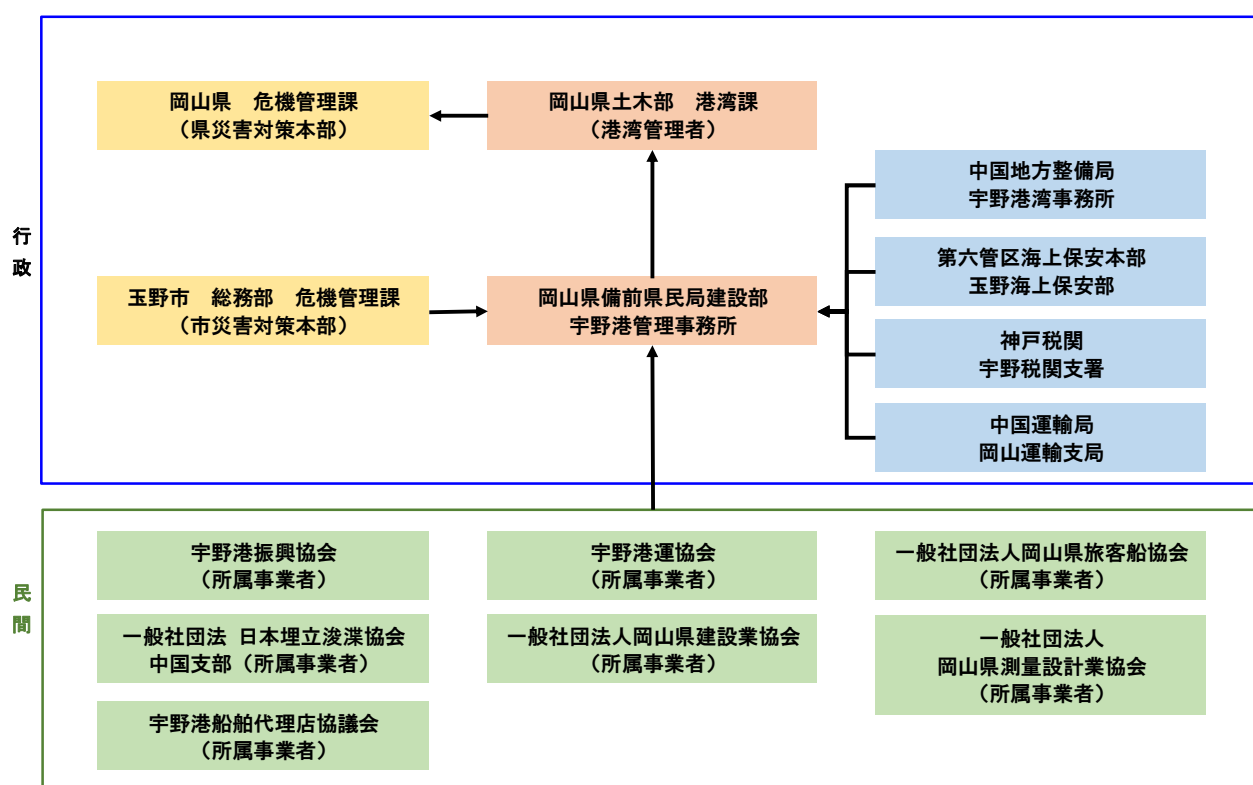 行
政
岡山県　危機管理課
（県災害対策本部）
岡山県土木部　港湾課
（港湾管理者）
中国地方整備局
宇野港湾事務所
第六管区海上保安本部
玉野海上保安部
玉野市　総務部　危機管理課
（市災害対策本部）
岡山県備前県民局建設部
宇野港管理事務所
神戸税関
宇野税関支署
中国運輸局
岡山運輸支局
民
間
宇野港振興協会
（所属事業者）
宇野港運協会
（所属事業者）
一般社団法人岡山県旅客船協会
（所属事業者）
一般社団法 日本埋立浚渫協会
中国支部（所属事業者）
一般社団法人岡山県建設業協会
（所属事業者）
一般社団法人
岡山県測量設計業協会
（所属事業者）
宇野港船舶代理店協議会
（所属事業者）